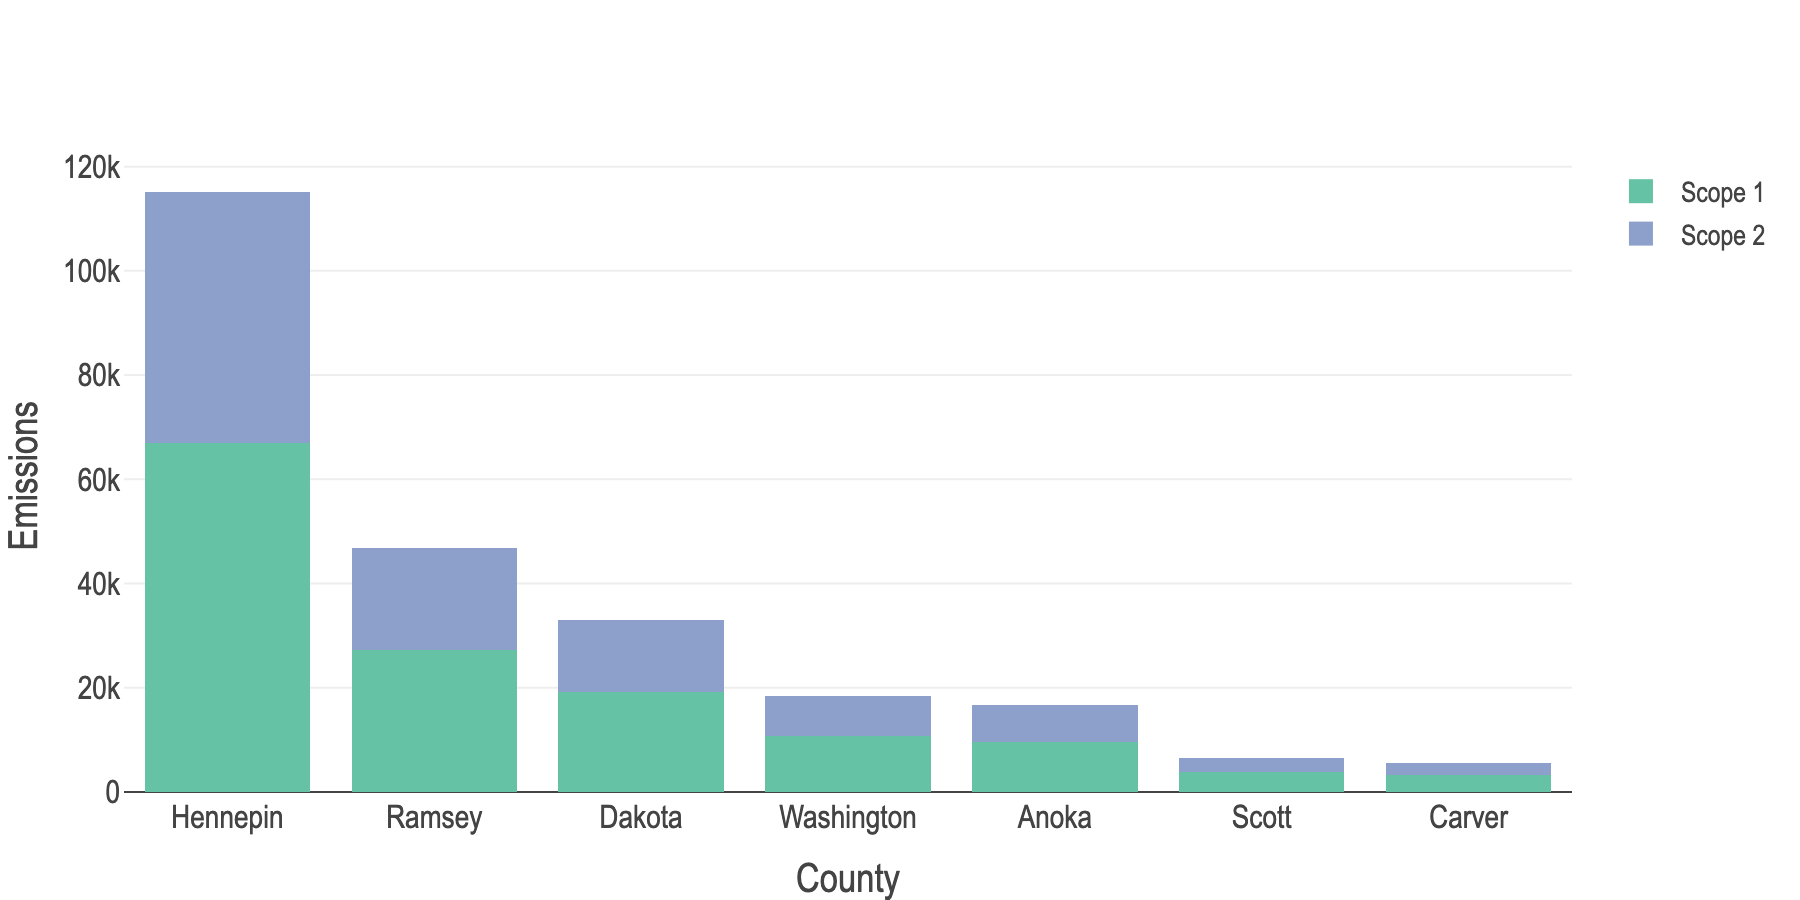 120k
100k
80k
60k
40k
20k
0
Emissions
Hennepin
Ramsey
Dakota
Washington
Anoka
Scott
Carver
County
Scope 1
Scope 2